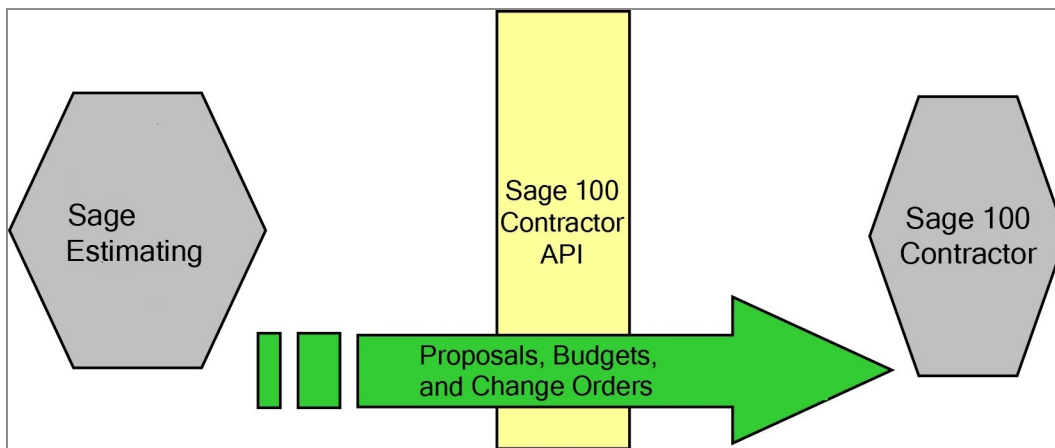 Sage
Estimating
Sage 100
Contractor
API
Sage 100
Contractor
Proposals, Budgets,
and Change Orders